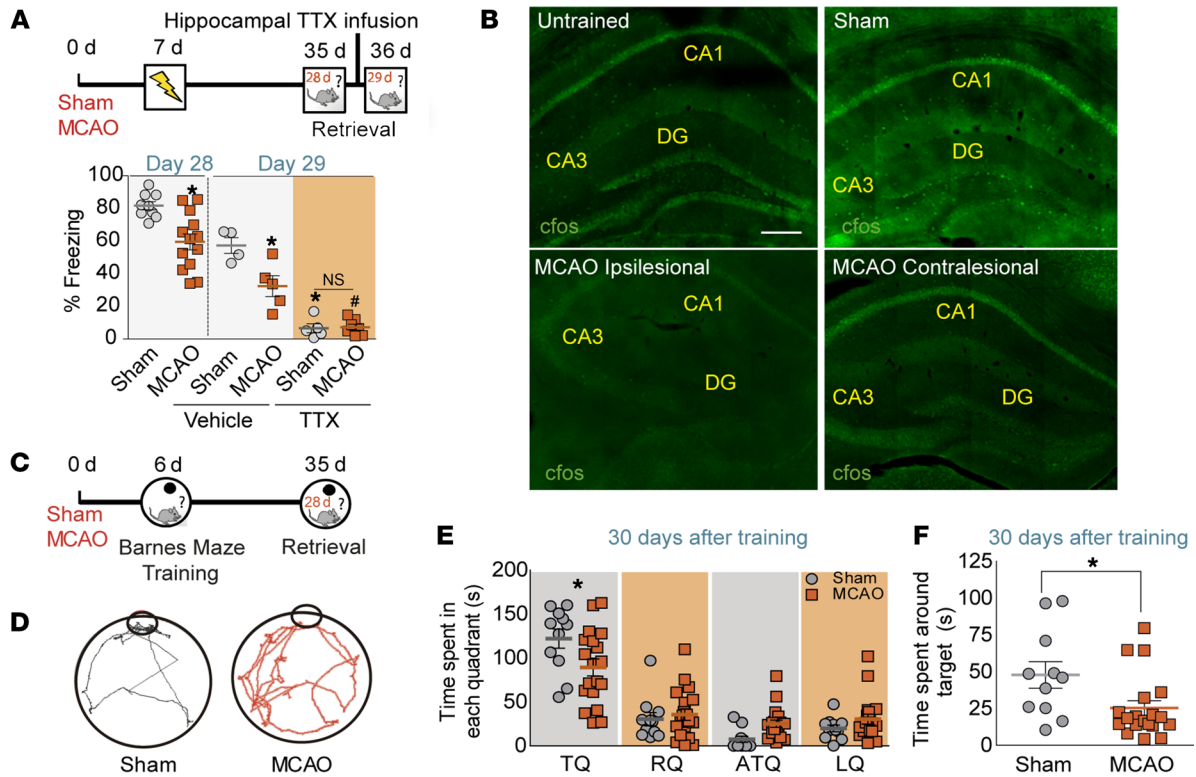 A
Hippocampal TTX infusion
0 d
7 d
35 d
36 d
28 d
?
29 d
?
Sham
MCAO
Retrieval
Day 28
Day 29
% Freezing
100
80
60
40
20
0
*
*
*
NS
#
Sham
MCAO
Sham
MCAO
Sham
MCAO
Vehicle
TTX
B
Untrained
CA1
DG
CA3
cfos
Sham
CA1
DG
CA3
cfos
MCAO Ipsilesional
CA1
CA3
DG
cfos
MCAO Contralesional
CA1
CA3
DG
cfos
C
0 d
6 d
35 d
?
28 d
?
Sham
MCAO
Barnes Maze
Training
Retrieval
D
Sham
MCAO
E
30 days after training
Time spent in
each quadrant (s)
200
150
100
50
0
*
Sham
MCAO
TQ
RQ
ATQ
LQ
F
30 days after training
Time spent around
target (s)
125
100
75
50
25
0
*
Sham
MCAO